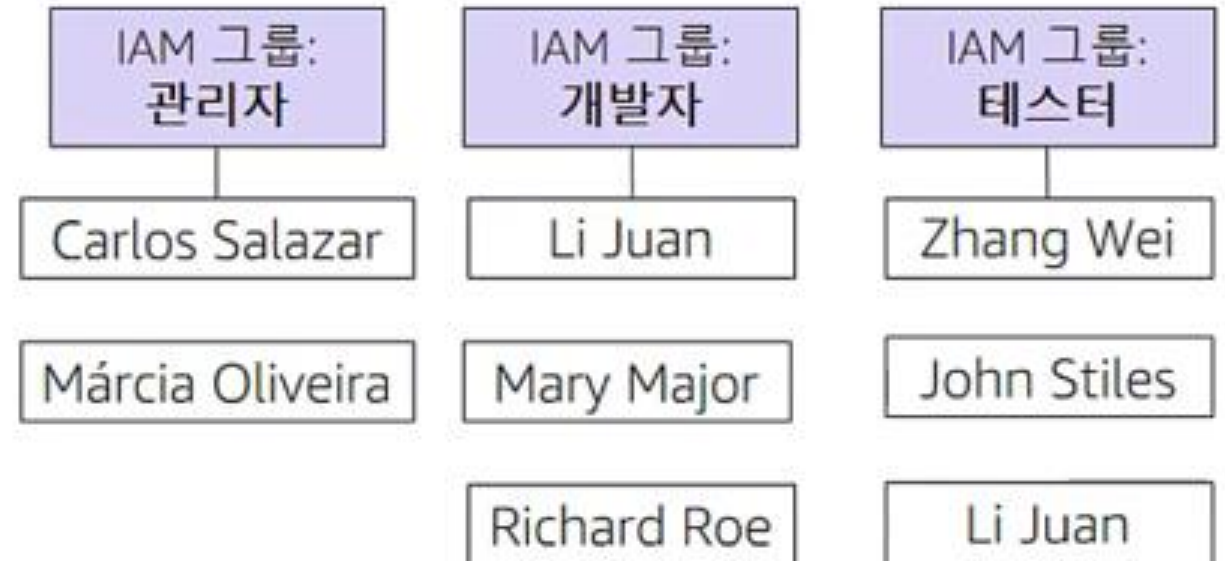 IAM 그룹:
관리자
Carlos Salazar
Márcia Oliveira
IAM 그룹:
개발자
Li Juan
Mary Major
Richard Roe
IAM 그룹:
테스터
Zhang Wei
John Stiles
Li Juan